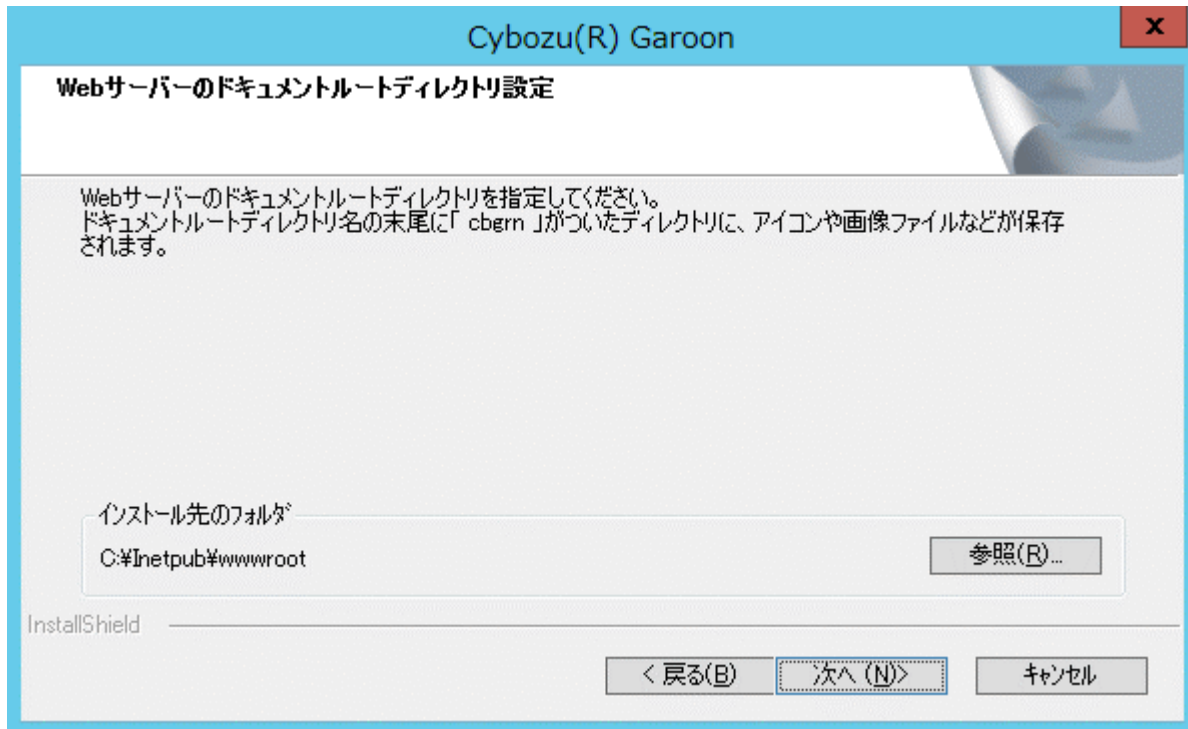 Cybozu(R) Garoon
x
Webサーバーのドキュメントルートディレクトリ設定
Webサーバーのドキュメントルートディレクトリを指定してください。
ドキュメントルートディレクトリ名の末尾に「 cbgrn 」がついたディレクトリに、アイコンや画像ファイルなどが保存
されます。
インストール先のフォルダ
C:¥Inetpub¥wwwroot
参照(R)...
InstallShield
< 戻る(B)
次へ (N)>
キャンセル